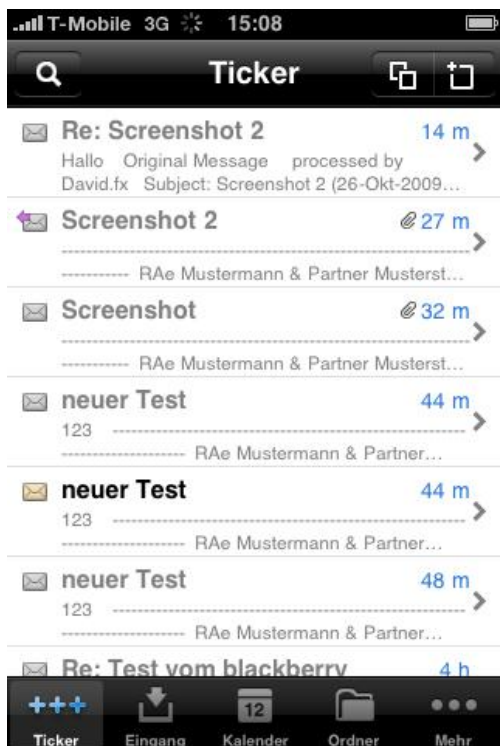 T-Mobile 3G 15:08
Ticker
Re: Screenshot 2 14 m
Hallo Original Message processed by
David.fx Subject: Screenshot 2 (26-Okt-2009...
Screenshot 2 27 m
--------------------------------------------------
----------- RAe Mustermann & Partner Musterst...
Screenshot 32 m
--------------------------------------------------
----------- RAe Mustermann & Partner Musterst...
neuer Test 44 m
123 --------------------------------------------
-------------------- RAe Mustermann & Partner...
neuer Test 44 m
123 --------------------------------------------
-------------------- RAe Mustermann & Partner...
neuer Test 48 m
123 --------------------------------------------
-------------------- RAe Mustermann & Partner...
Re: Test vom blackberry 4 h
12
Ticker Eingang Kalender Ordner Mehr